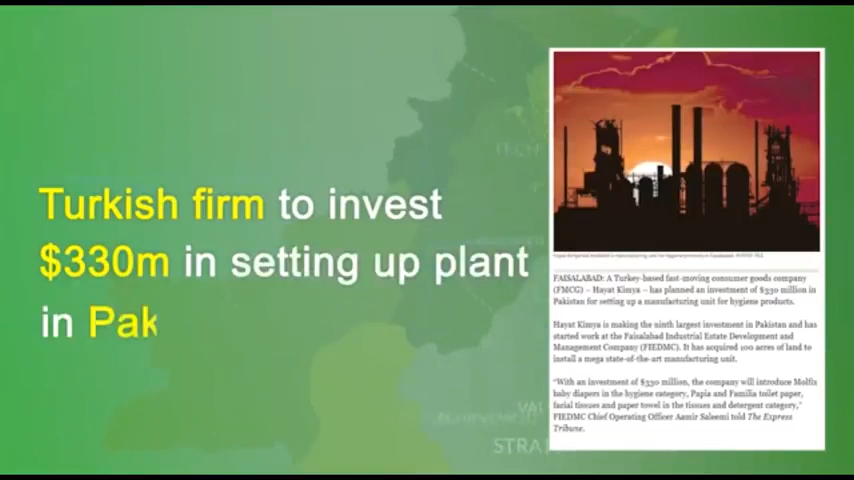 Turkish firm to invest
$330m in setting up plant
in Pak
FAISALABAD: A Turkey-based fast-moving consumer goods company
(FMCG) – Hayat Kimya – has planned an investment of $330 million in
Pakistan for setting up a manufacturing unit for hygiene products.
Hayat Kimya is making the ninth largest investment in Pakistan and has
started work at the Faisalabad Industrial Estate Development and
Management Company (FIEDMC). It has acquired 100 acres of land to
install a mega state-of-the-art manufacturing unit.
“With an investment of $330 million, the company will introduce Molfix
baby diapers in the hygiene category, Papia and Familia toilet paper,
facial tissues and paper towel in the tissues and detergent category,”
FIEDMC Chief Operating Officer Aamir Saleemi told The Express
Tribune.
TECH
VAL
STRA